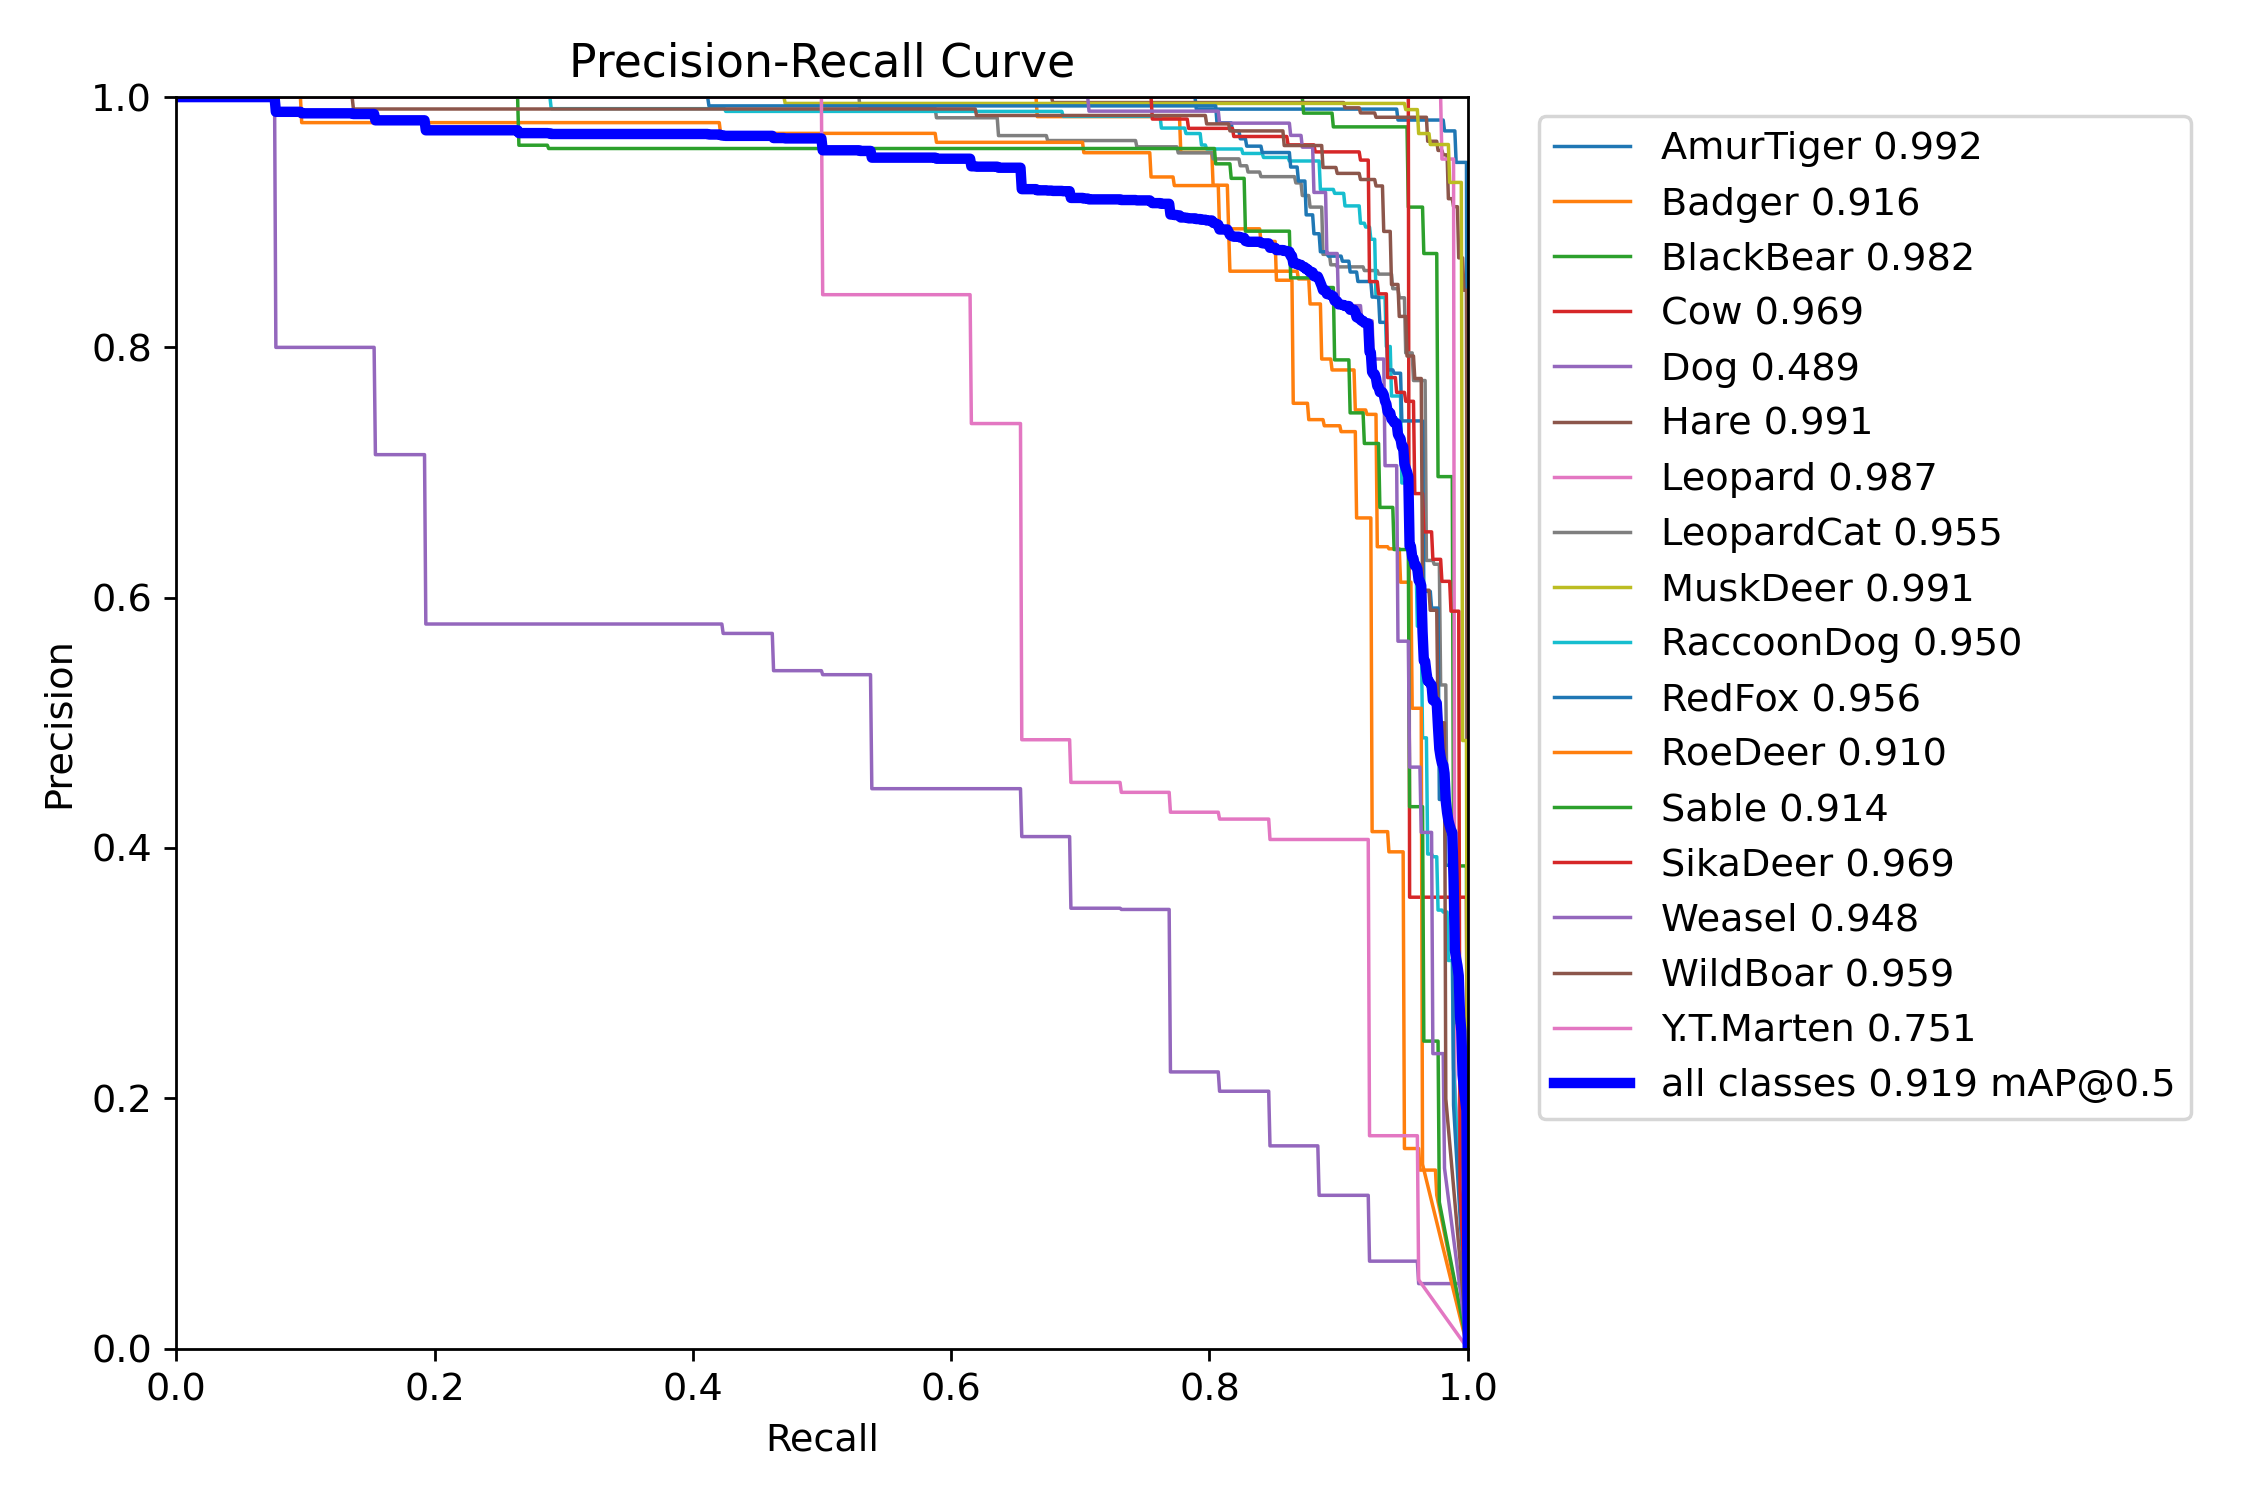 Precision-Recall Curve
1.0
0.8
0.6
0.4
0.2
0.0
Precision
0.0 0.2 0.4 0.6 0.8 1.0
Recall
AmurTiger 0.992
Badger 0.916
BlackBear 0.982
Cow 0.969
Dog 0.489
Hare 0.991
Leopard 0.987
LeopardCat 0.955
MuskDeer 0.991
RaccoonDog 0.950
RedFox 0.956
RoeDeer 0.910
Sable 0.914
SikaDeer 0.969
Weasel 0.948
WildBoar 0.959
Y.T.Marten 0.751
all classes 0.919 mAP@0.5